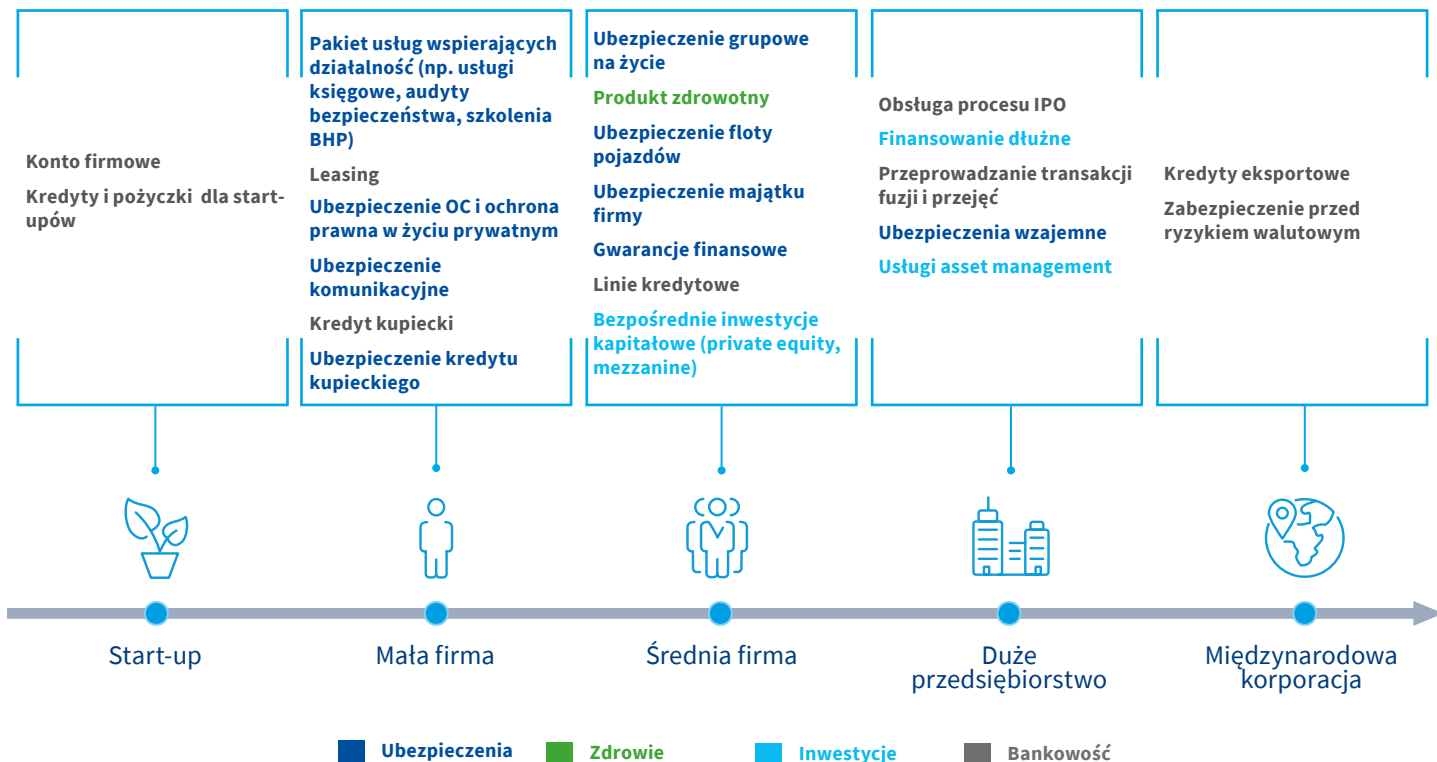 Konto firmowe
Kredyty i pożyczki dla start-
upów
Pakiet usług wspierających
działalność (np. usługi
księgowe, audyty
bezpieczeństwa, szkolenia
BHP)
Leasing
Ubezpieczenie OC i ochrona
prawna w życiu prywatnym
Ubezpieczenie
komunikacyjne
Kredyt kupiecki
Ubezpieczenie kredytu
kupieckiego
Ubezpieczenie grupowe
na życie
Produkt zdrowotny
Ubezpieczenie floty
pojazdów
Ubezpieczenie majątku
firmy
Gwarancje finansowe
Linie kredytowe
Bezpośrednie inwestycje
kapitałowe (private equity,
mezzanine)
Obsługa procesu IPO
Finansowanie dłużne
Przeprowadzanie transakcji
fuzji i przejęć
Ubezpieczenia wzajemne
Usługi asset management
Kredyty eksportowe
Zabezpieczenie przed
ryzykiem walutowym
Start-up
Mała firma
Średnia firma
Duże
przedsiębiorstwo
Międzynarodowa
korporacja
Ubezpieczenia
Zdrowie
Inwestycje
Bankowość